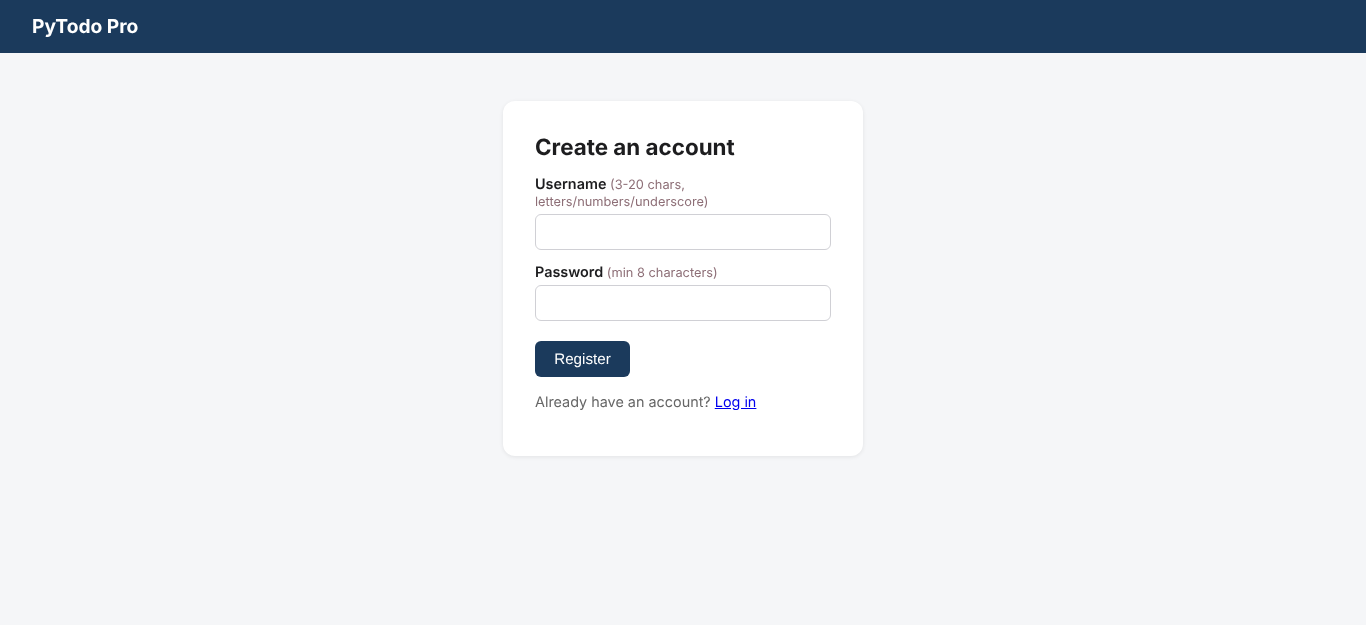 PyTodo Pro
Create an account
Username (3-20 chars,
letters/numbers/underscore)
Password (min 8 characters)
Register
Already have an account? Log in